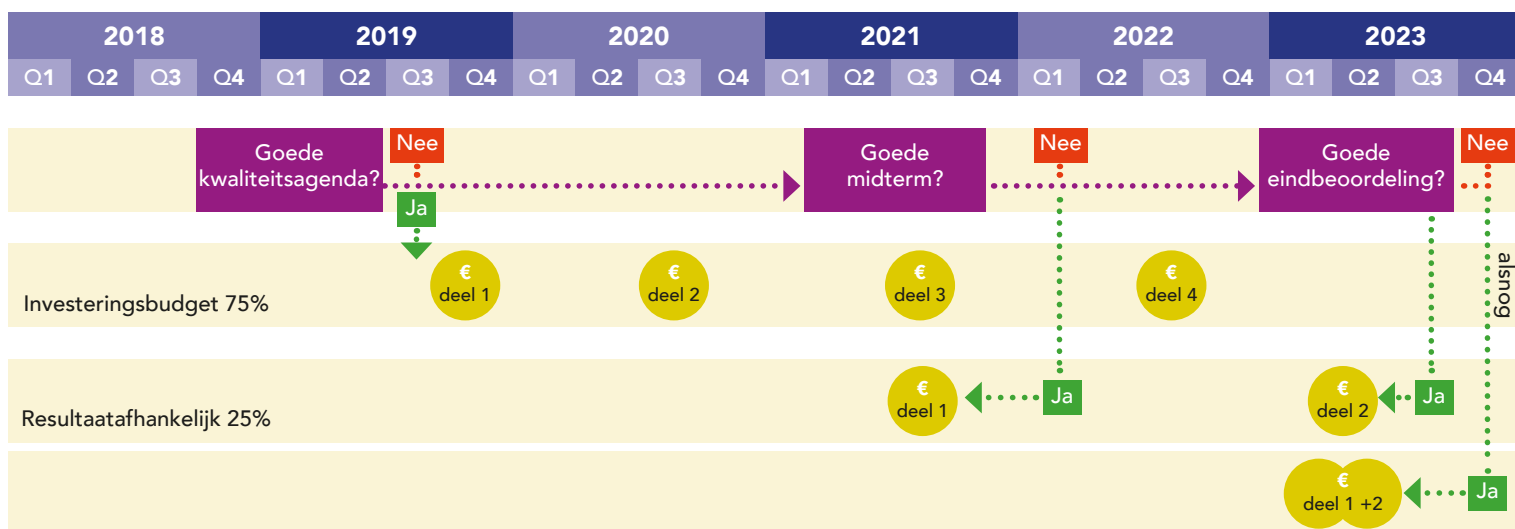 2018 2019 2020 2021 2022 2023
Q1 Q2 Q3 Q4 Q1 Q2 Q3 Q4 Q1 Q2 Q3 Q4 Q1 Q2 Q3 Q4 Q1 Q2 Q3 Q4 Q1 Q2 Q3 Q4
Goede
kwaliteitsagenda?
Nee
Ja
Goede
midterm?
Nee
Goede
eindbeoordeling?
Nee
alsnog
Investeringsbudget 75%
€
deel 1
€
deel 2
€
deel 3
€
deel 4
Resultaatafhankelijk 25%
€
deel 1
Ja
€
deel 2
Ja
€
deel 1 +2
Ja